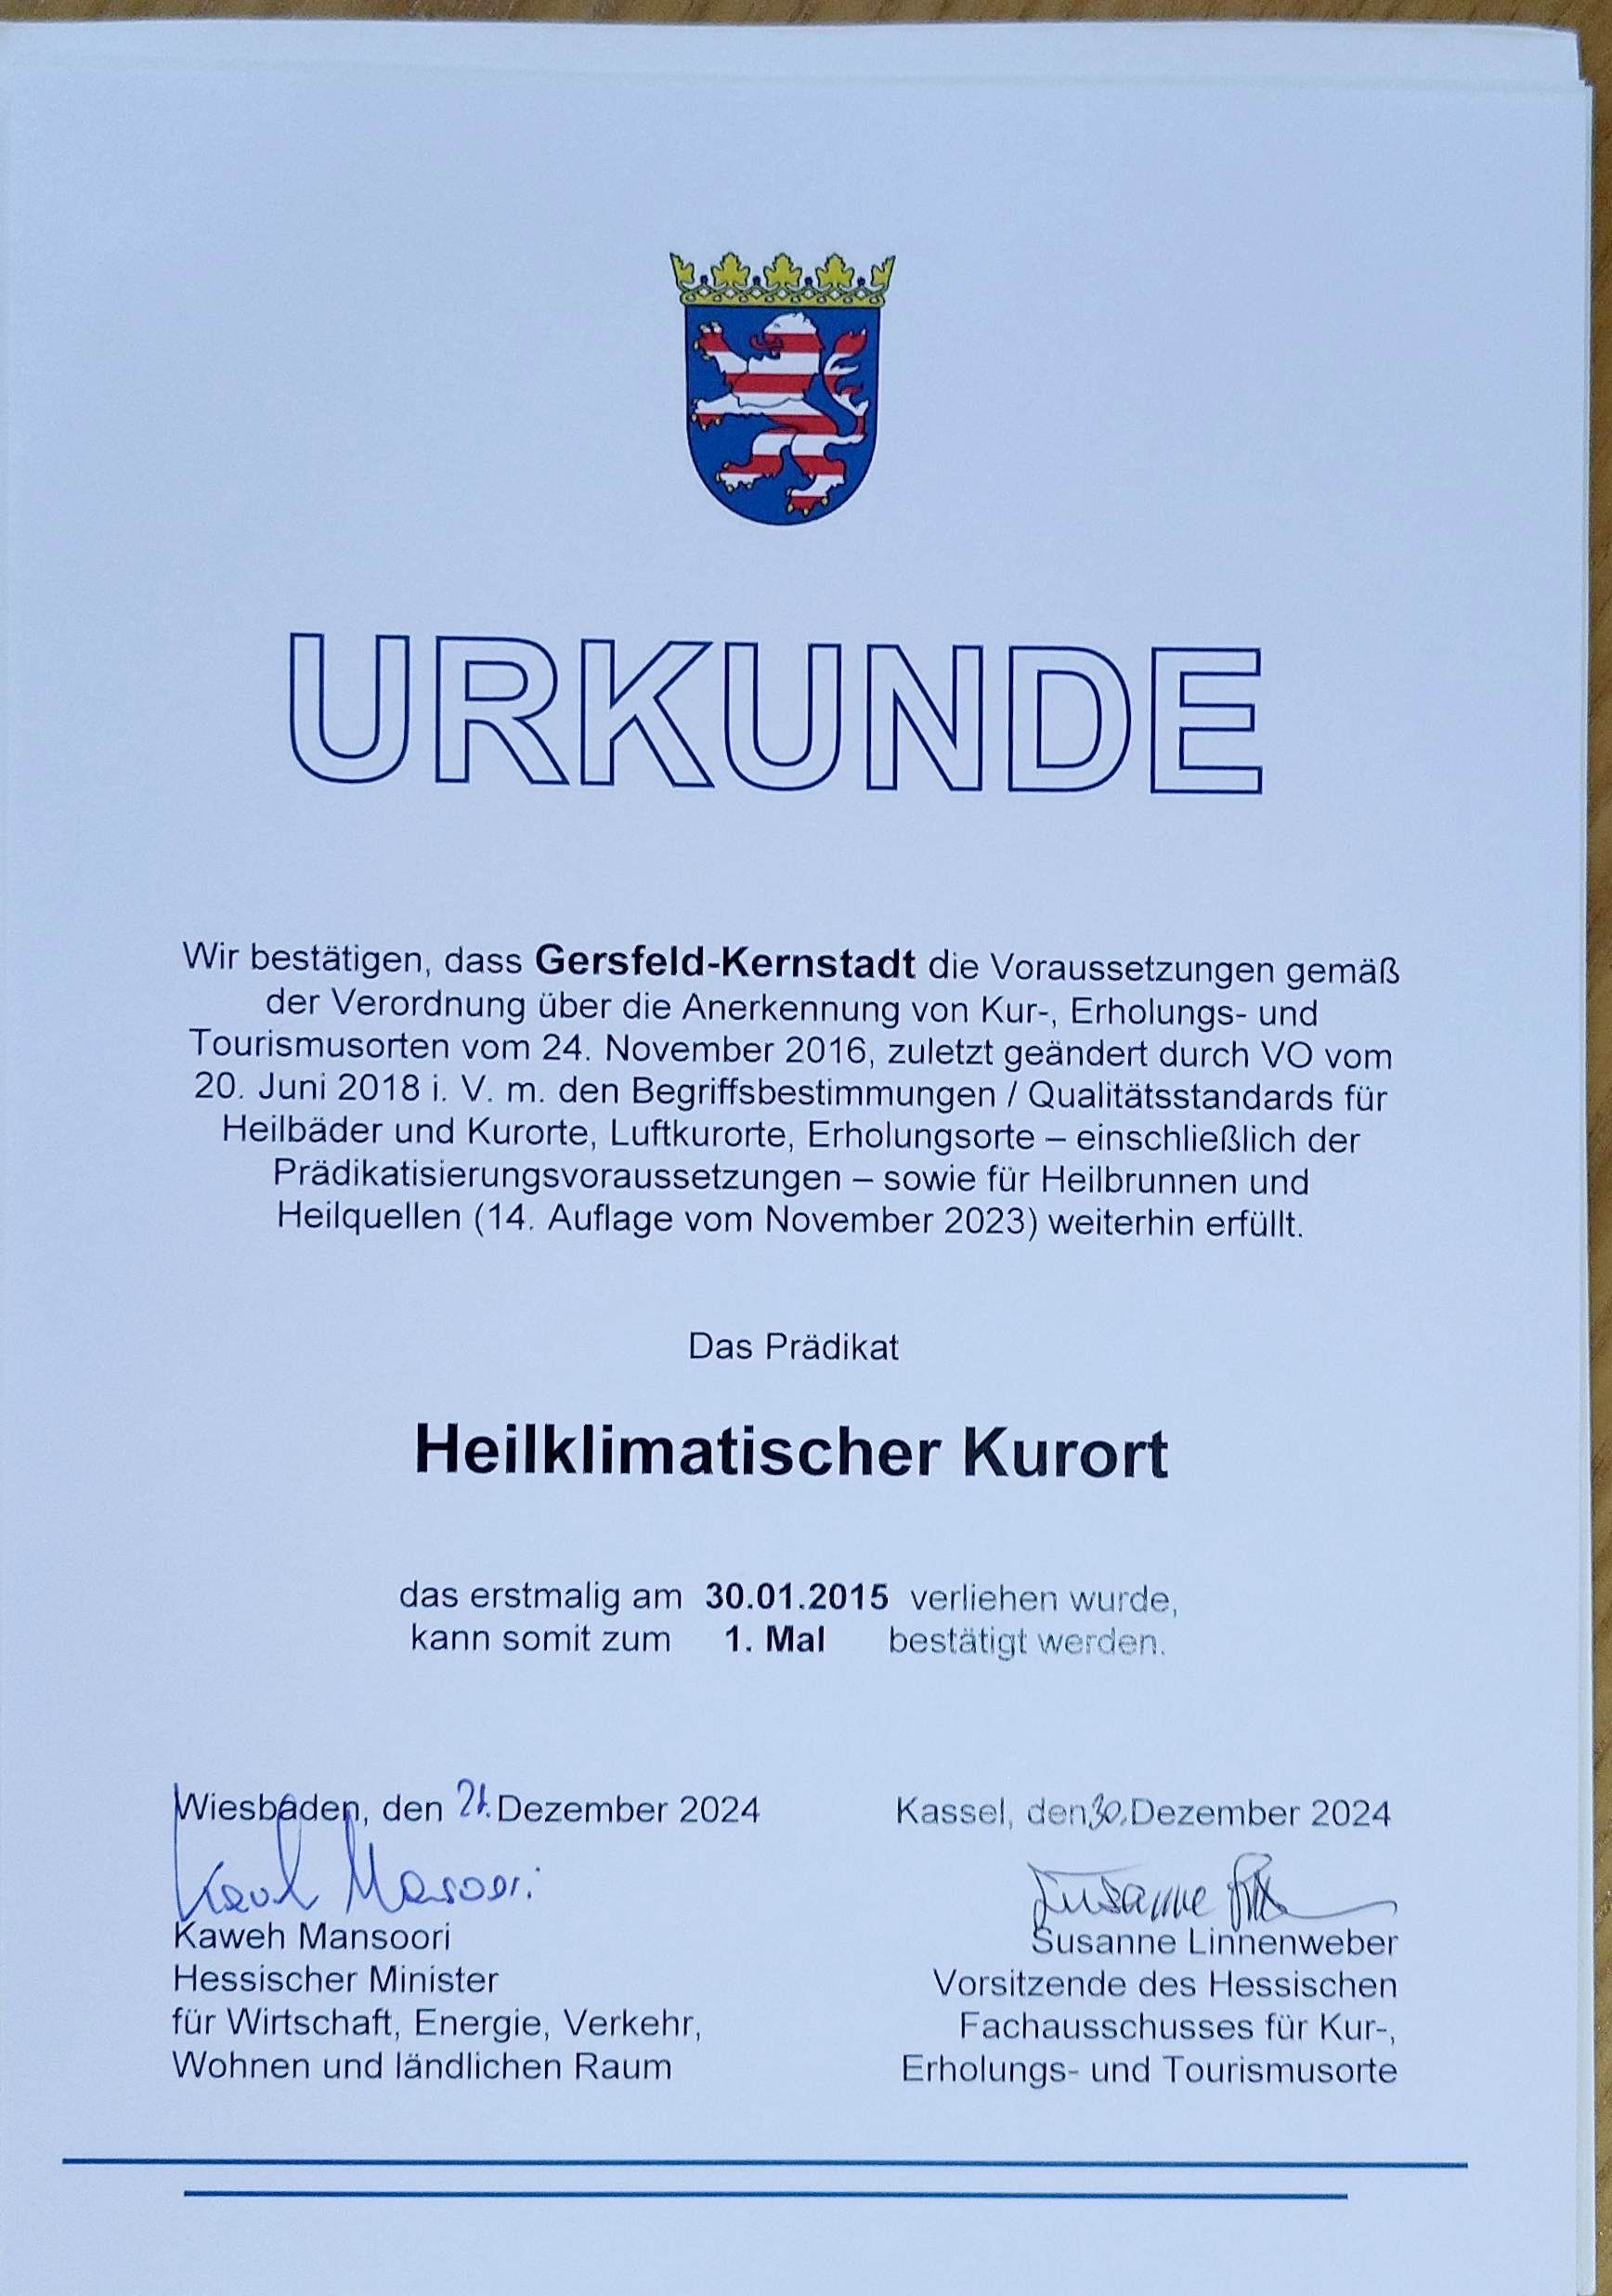 URKUNDE
Wir bestätigen, dass Gersfeld-Kernstadt die Voraussetzungen gemäß
der Verordnung über die Anerkennung von Kur-, Erholungs- und
Tourismusorten vom 24. November 2016, zuletzt geändert durch VO vom
20. Juni 2018 i. V. m. den Begriffsbestimmungen / Qualitätsstandards für
Heilbäder und Kurorte, Luftkurorte, Erholungsorte – einschließlich der
Prädikatisierungsvoraussetzungen – sowie für Heilbrunnen und
Heilquellen (14. Auflage vom November 2023) weiterhin erfüllt.
Das Prädikat
Heilklimatischer Kurort
das erstmalig am 30.01.2015 verliehen wurde,
kann somit zum 1. Mal bestätigt werden.
Wiesbaden, den Dezember 2024
Kaweh Mansoori
Kaweh Mansoori
Hessischer Minister
für Wirtschaft, Energie, Verkehr,
Wohnen und ländlichen Raum
Kassel, den 30. Dezember 2024
Susanne
Susanne Linnenweber
Vorsitzende des Hessischen
Fachausschusses für Kur-,
Erholungs- und Tourismusorte